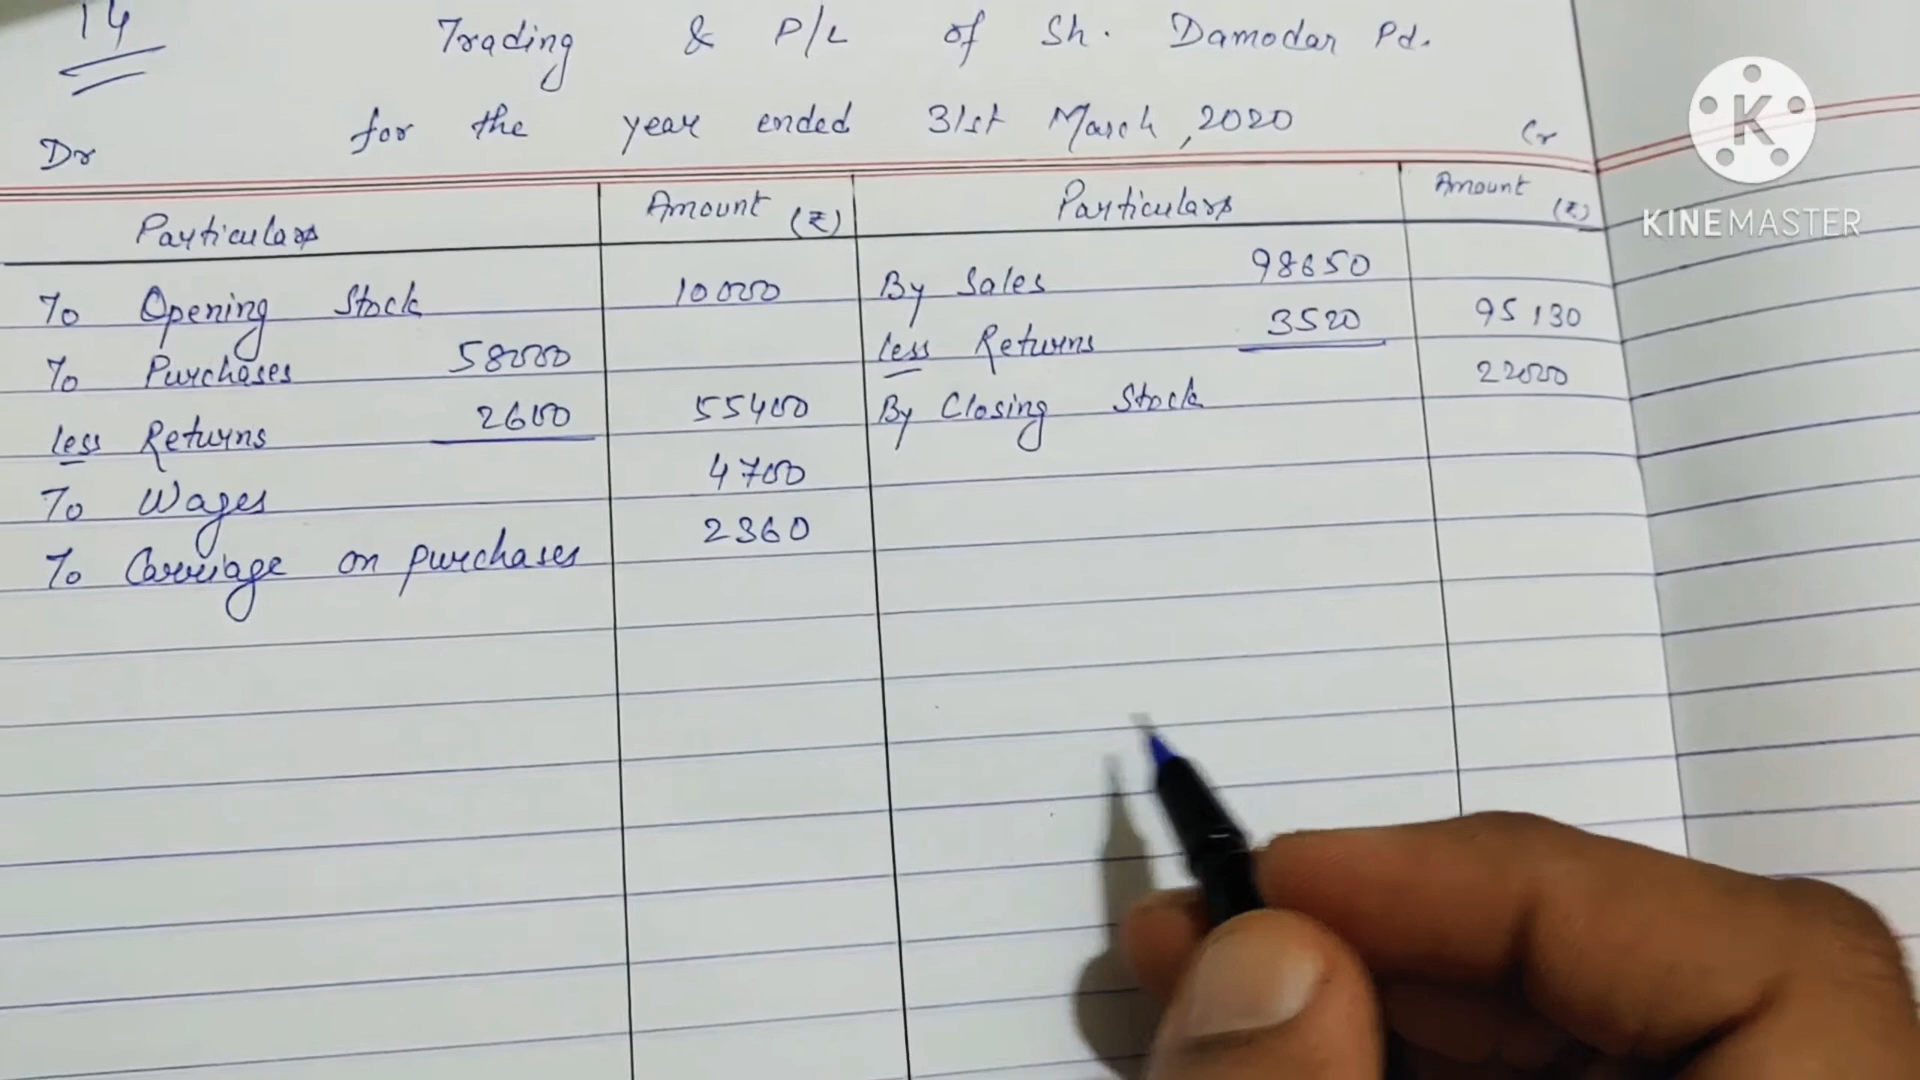 14
Trading & P/L of Sh. Damodar Pd.
for the year ended 31st March, 2020
Dr
Cr
Particulars Amount (₹) Particulars Amount (₹)
To Opening Stock 10000 By Sales 98650
To Purchases 58000 less Returns 3520 95130
less Returns 2600 55400 By Closing Stock 22000
To Wages 4700
To Carriage on purchases 2360
K
KINEMASTER